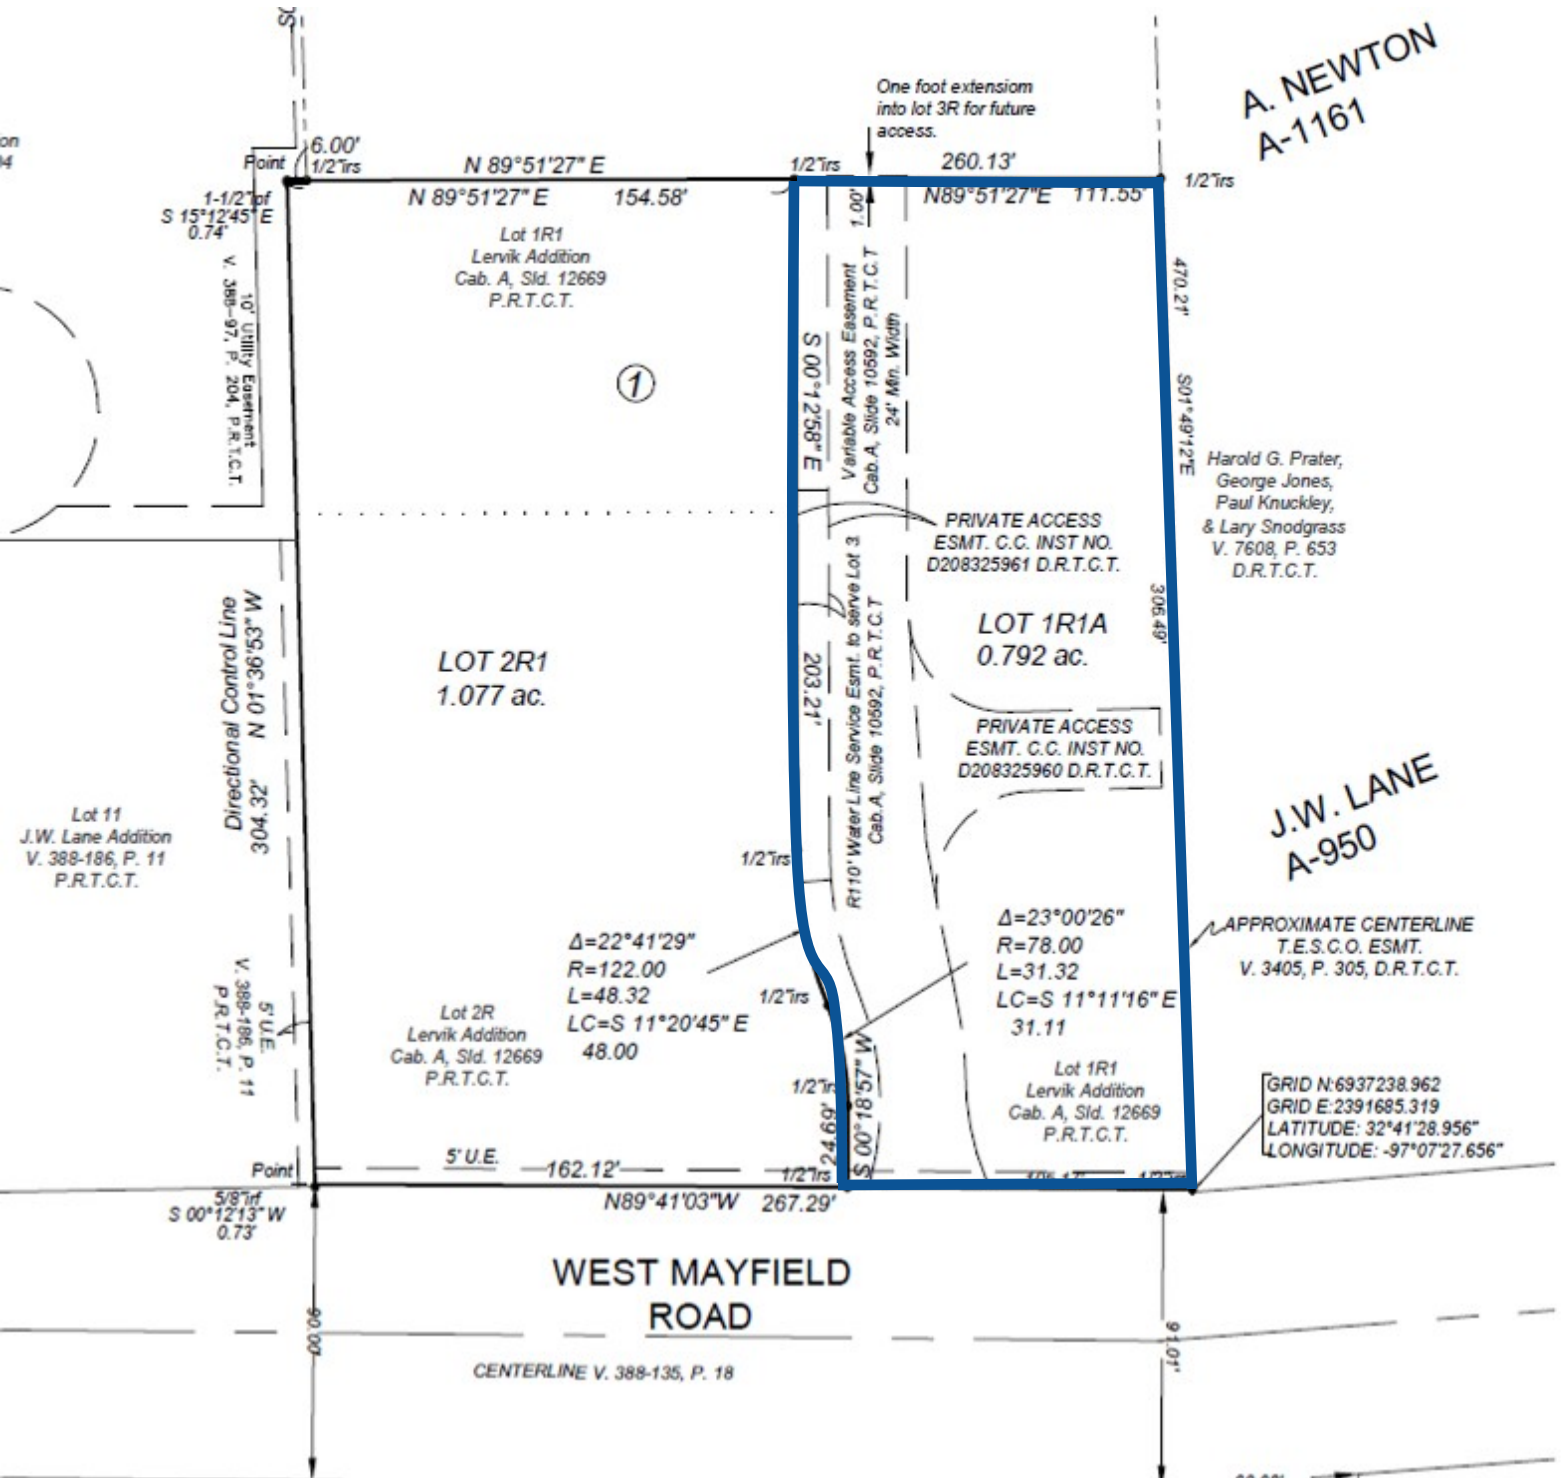 One foot extensiom
into lot 3R for future
access.
A. NEWTON
A-1161
6.00'
Point
1/2"irs
N 89°51'27" E
1/2"irs
260.13'
1/2"irs
N 89°51'27" E
154.58'
N89°51'27"E
111.55'
S 15°12'45" E
0.74'
1.00'
Lot 1R1
Lervik Addition
Cab. A, Sld. 12669
P.R.T.C.T.
10' Utility Easement
V. 388-97, P. 204, P.R.T.C.T.
1
S 00°12'58" E
203.21'
Variable Access Easement
Cab.A, Slide 10592, P.R.T.C.T
24' Min. Width
470.21'
S01°49'12"E
306.49'
Harold G. Prater,
George Jones,
Paul Knuckley,
& Lary Snodgrass
V. 7608, P. 653
D.R.T.C.T.
PRIVATE ACCESS
ESMT. C.C. INST NO.
D208325961 D.R.T.C.T.
LOT 1R1A
0.792 ac.
R110' Water Line Service Esmt. to serve Lot 3
Cab.A, Slide 10592, P.R.T.C.T
PRIVATE ACCESS
ESMT. C.C. INST NO.
D208325960 D.R.T.C.T.
LOT 2R1
1.077 ac.
304.32'
N 01°36'53" W
Directional Control Line
Lot 11
J.W. Lane Addition
V. 388-186, P. 11
P.R.T.C.T.
J.W. LANE
A-950
1/2"irs
Δ=22°41'29"
R=122.00
L=48.32
LC=S 11°20'45" E
48.00
Δ=23°00'26"
R=78.00
L=31.32
LC=S 11°11'16" E
31.11
APPROXIMATE CENTERLINE
T.E.S.C.O. ESMT.
V. 3405, P. 305, D.R.T.C.T.
1/2"irs
5' U.E.
V. 388-186, P. 11
P.R.T.C.T.
Lot 2R
Lervik Addition
Cab. A, Sld. 12669
P.R.T.C.T.
1/2"irs
24.69'
S 00°18'57" W
Lot 1R1
Lervik Addition
Cab. A, Sld. 12669
P.R.T.C.T.
GRID N:6937238.962
GRID E:2391685.319
LATITUDE: 32°41'28.956"
LONGITUDE: -97°07'27.656"
Point
5' U.E.
162.12'
1/2"irs
5/8"irf
S 00°12'13" W
0.73'
N89°41'03"W
267.29'
WEST MAYFIELD
ROAD
90.00'
91.01'
CENTERLINE V. 388-135, P. 18